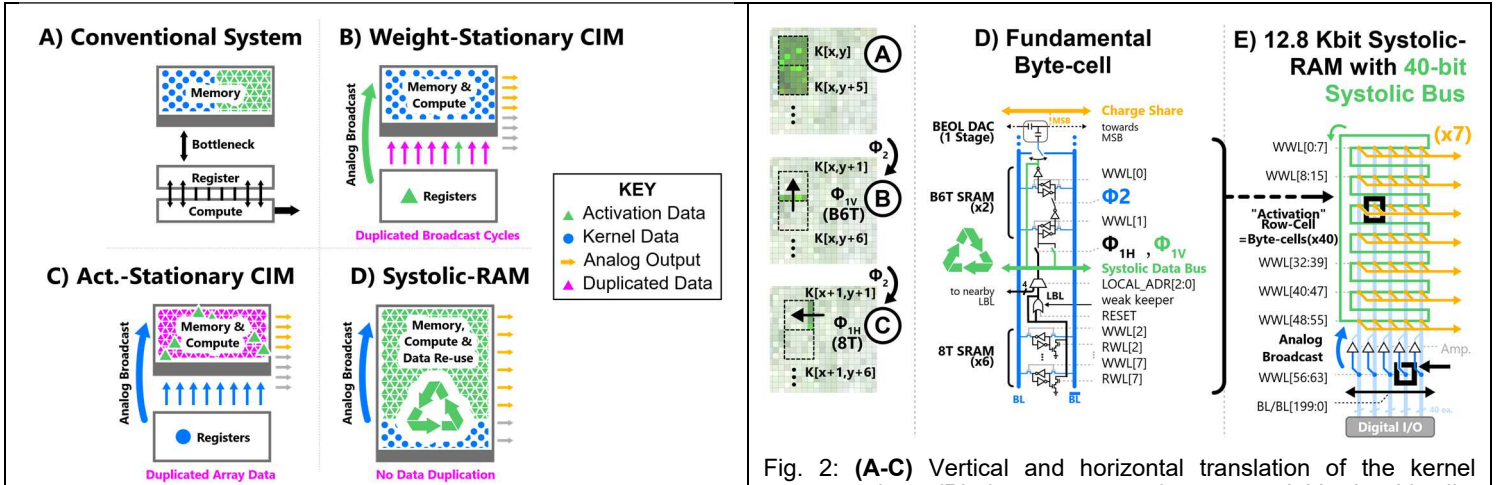 A) Conventional System
Memory
Bottleneck
Register
Compute
B) Weight-Stationary CIM
Analog Broadcast
Memory &
Compute
Registers
Duplicated Broadcast Cycles
KEY
Activation Data
Kernel Data
Analog Output
Duplicated Data
C) Act.-Stationary CIM
Analog Broadcast
Memory &
Compute
Registers
Duplicated Array Data
D) Systolic-RAM
Analog Broadcast
Memory,
Compute &
Data Re-use
No Data Duplication
K[x,y]
A
K[x,y+5]
Φ2
K[x,y+1]
Φ1V
(B6T)
B
K[x,y+6]
Φ2
K[x+1,y+1]
Φ1H
(8T)
C
K[x+1,y+6]
D) Fundamental
Byte-cell
Charge Share
!MSB
BEOL DAC
(1 Stage)
towards
MSB
WWL[0]
B6T SRAM
(x2)
Φ2
WWL[1]
Φ1H , Φ1V
Systolic Data Bus
LOCAL_ADR[2:0]
4
to nearby
LBL
LBL
weak keeper
RESET
WWL[2]
8T SRAM
(x6)
RWL[2]
WWL[7]
RWL[7]
BL
BL
E) 12.8 Kbit Systolic-
RAM with 40-bit
Systolic Bus
(x7)
WWL[0:7]
WWL[8:15]
"Activation"
Row-Cell
=Byte-cells(x40)
WWL[32:39]
WWL[40:47]
WWL[48:55]
Analog
Broadcast
Amp.
WWL[56:63]
BL/BL[199:0]
40 ea.
Digital I/O
Fig. 2: (A-C) Vertical and horizontal translation of the kernel